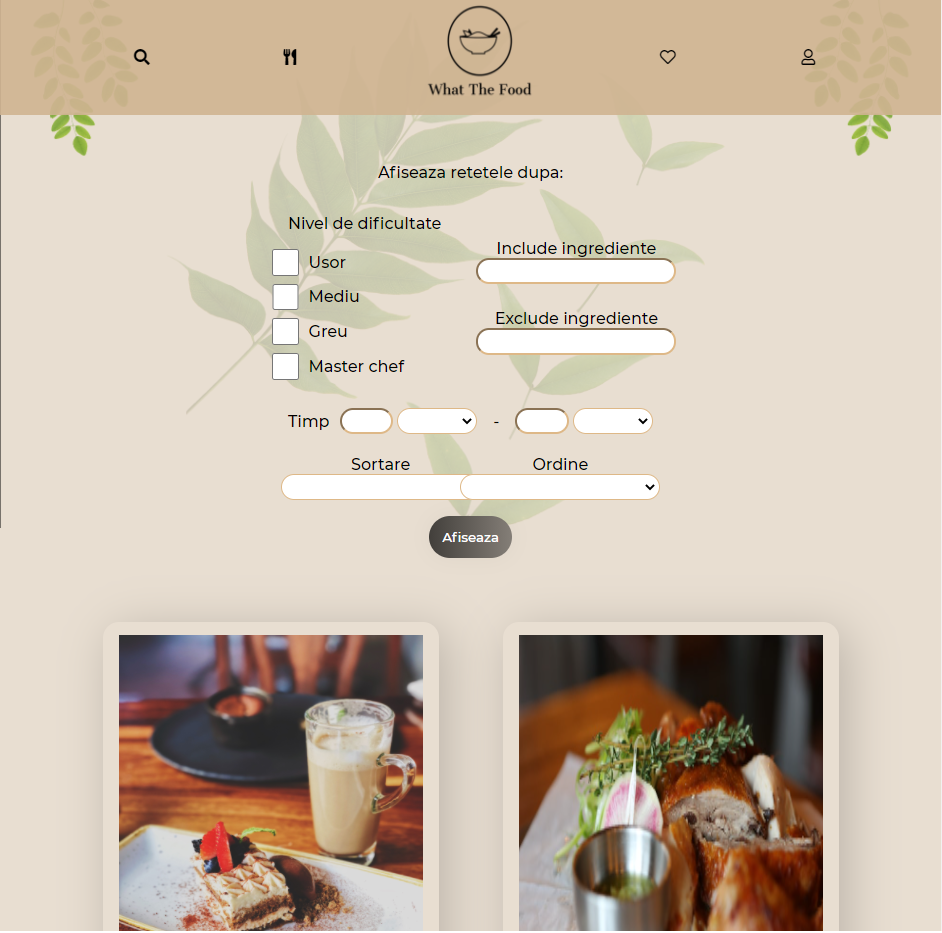 What The Food
Afiseaza retetele dupa:
Nivel de dificultate
Usor
Mediu
Greu
Master chef
Include ingrediente
Exclude ingrediente
Timp -
Sortare Ordine
Afiseaza